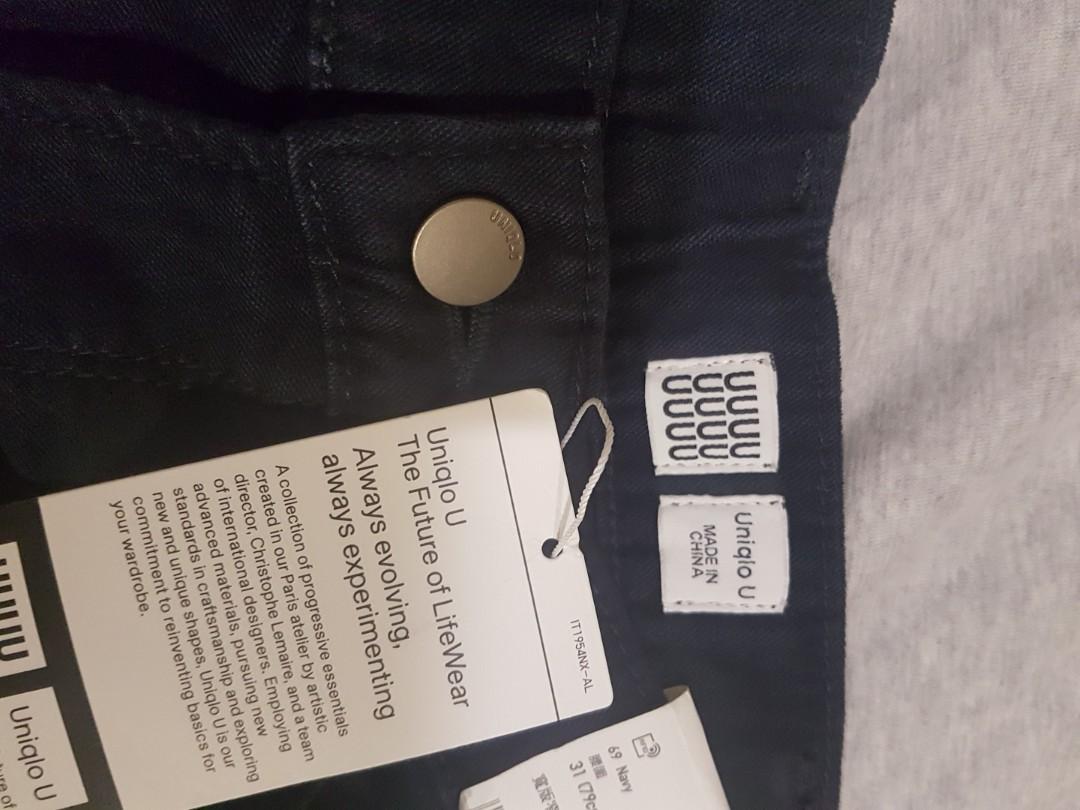 UNIQLO
UUUU
UUUU
UUUU
Uniqlo U
MADE IN
CHINA
IT1954NX-AL
Uniqlo U
The Future of LifeWear
Always evolving,
always experimenting
A collection of progressive essentials
created in our Paris atelier by artistic
director, Christophe Lemaire, and a team
of international designers. Employing
advanced materials, pursuing new
standards in craftsmanship and exploring
new and unique shapes, Uniqlo U is our
commitment to reinventing basics for
your wardrobe.
69 Navy
腰圍
31 (79c
Uniqlo U